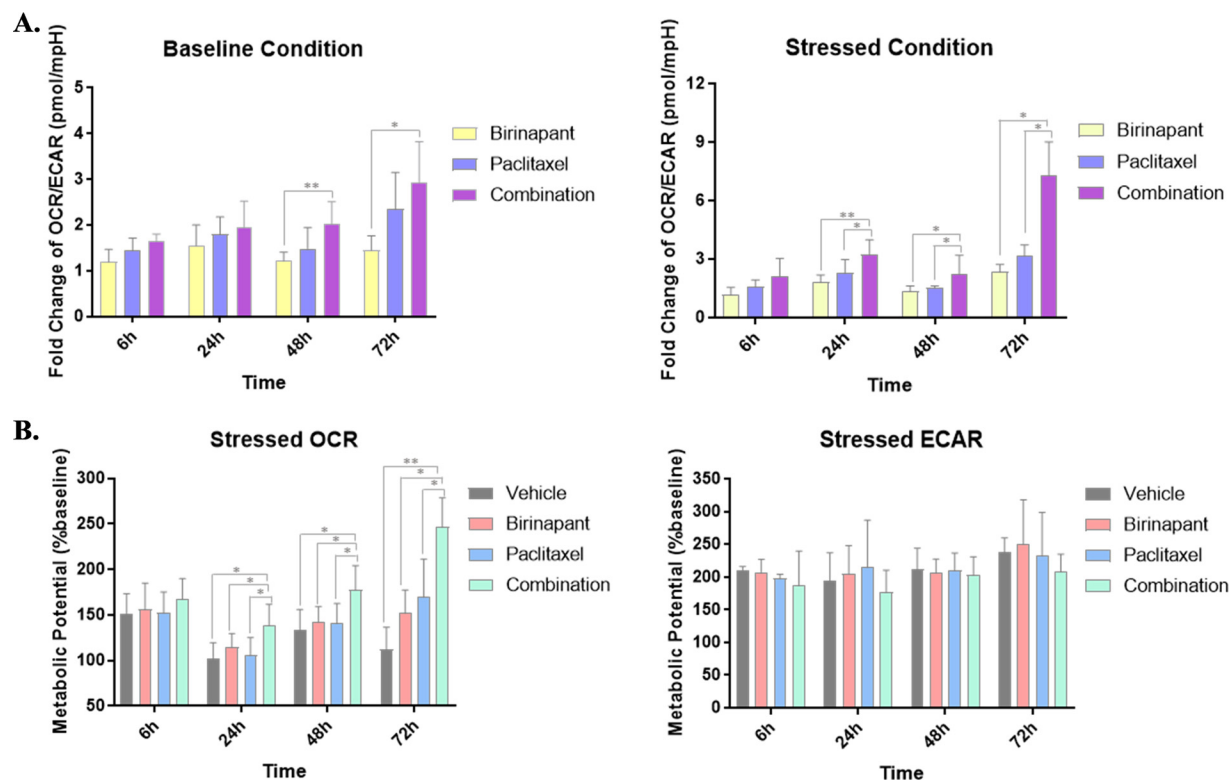 A.
Baseline Condition
Fold Change of OCR/ECAR (pmol/mpH)
5
4
3
2
1
0
*
**
6h
24h
48h
72h
Time
Birinapant
Paclitaxel
Combination
Stressed Condition
Fold Change of OCR/ECAR (pmol/mpH)
12
9
6
3
0
**
*
*
*
*
*
6h
24h
48h
72h
Time
Birinapant
Paclitaxel
Combination
B.
Stressed OCR
Metabolic Potential (%baseline)
300
250
200
150
100
50
*
*
*
*
*
*
**
*
*
6h
24h
48h
72h
Time
Vehicle
Birinapant
Paclitaxel
Combination
Stressed ECAR
Metabolic Potential (%baseline)
350
300
250
200
150
100
50
0
6h
24h
48h
72h
Time
Vehicle
Birinapant
Paclitaxel
Combination